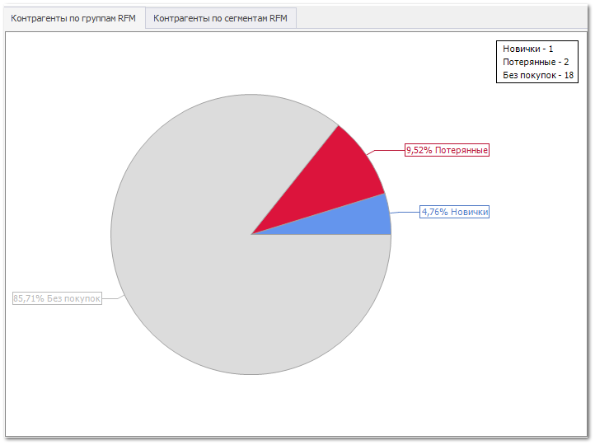 Контрагенты по группам RFM
Контрагенты по сегментам RFM
Новички - 1
Потерянные - 2
Без покупок - 18
9,52% Потерянные
4,76% Новички
85,71% Без покупок